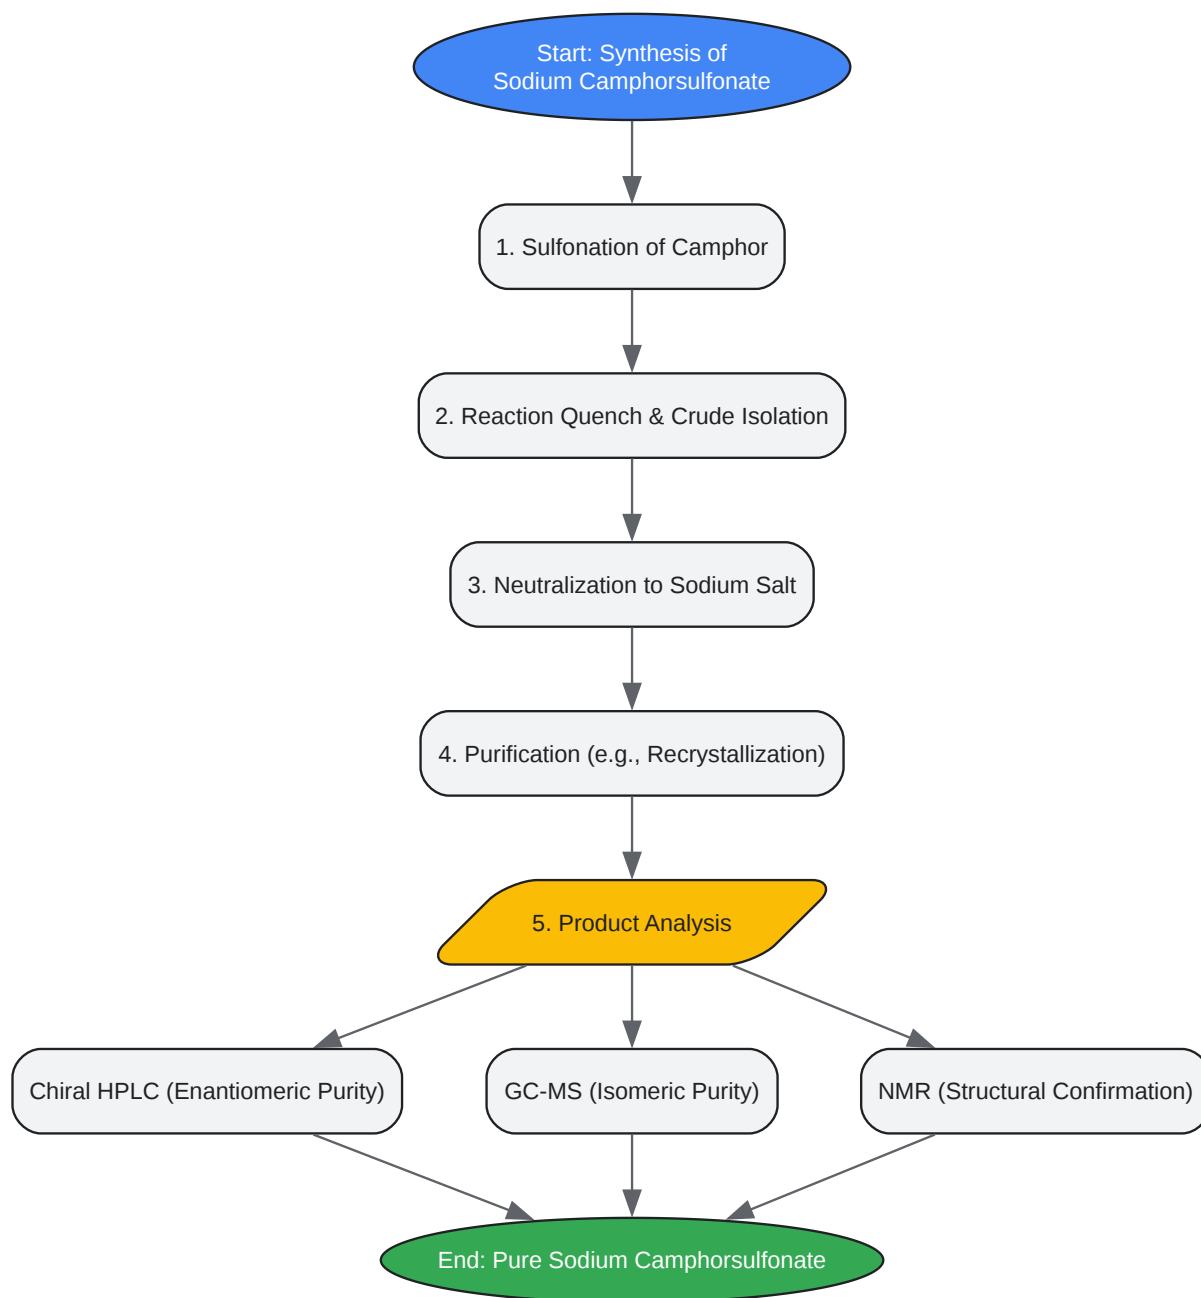 Start: Synthesis of
Sodium Camphorsulfonate
1. Sulfonation of Camphor
2. Reaction Quench & Crude Isolation
3. Neutralization to Sodium Salt
4. Purification (e.g., Recrystallization)
5. Product Analysis
Chiral HPLC (Enantiomeric Purity)
GC-MS (Isomeric Purity)
NMR (Structural Confirmation)
End: Pure Sodium Camphorsulfonate